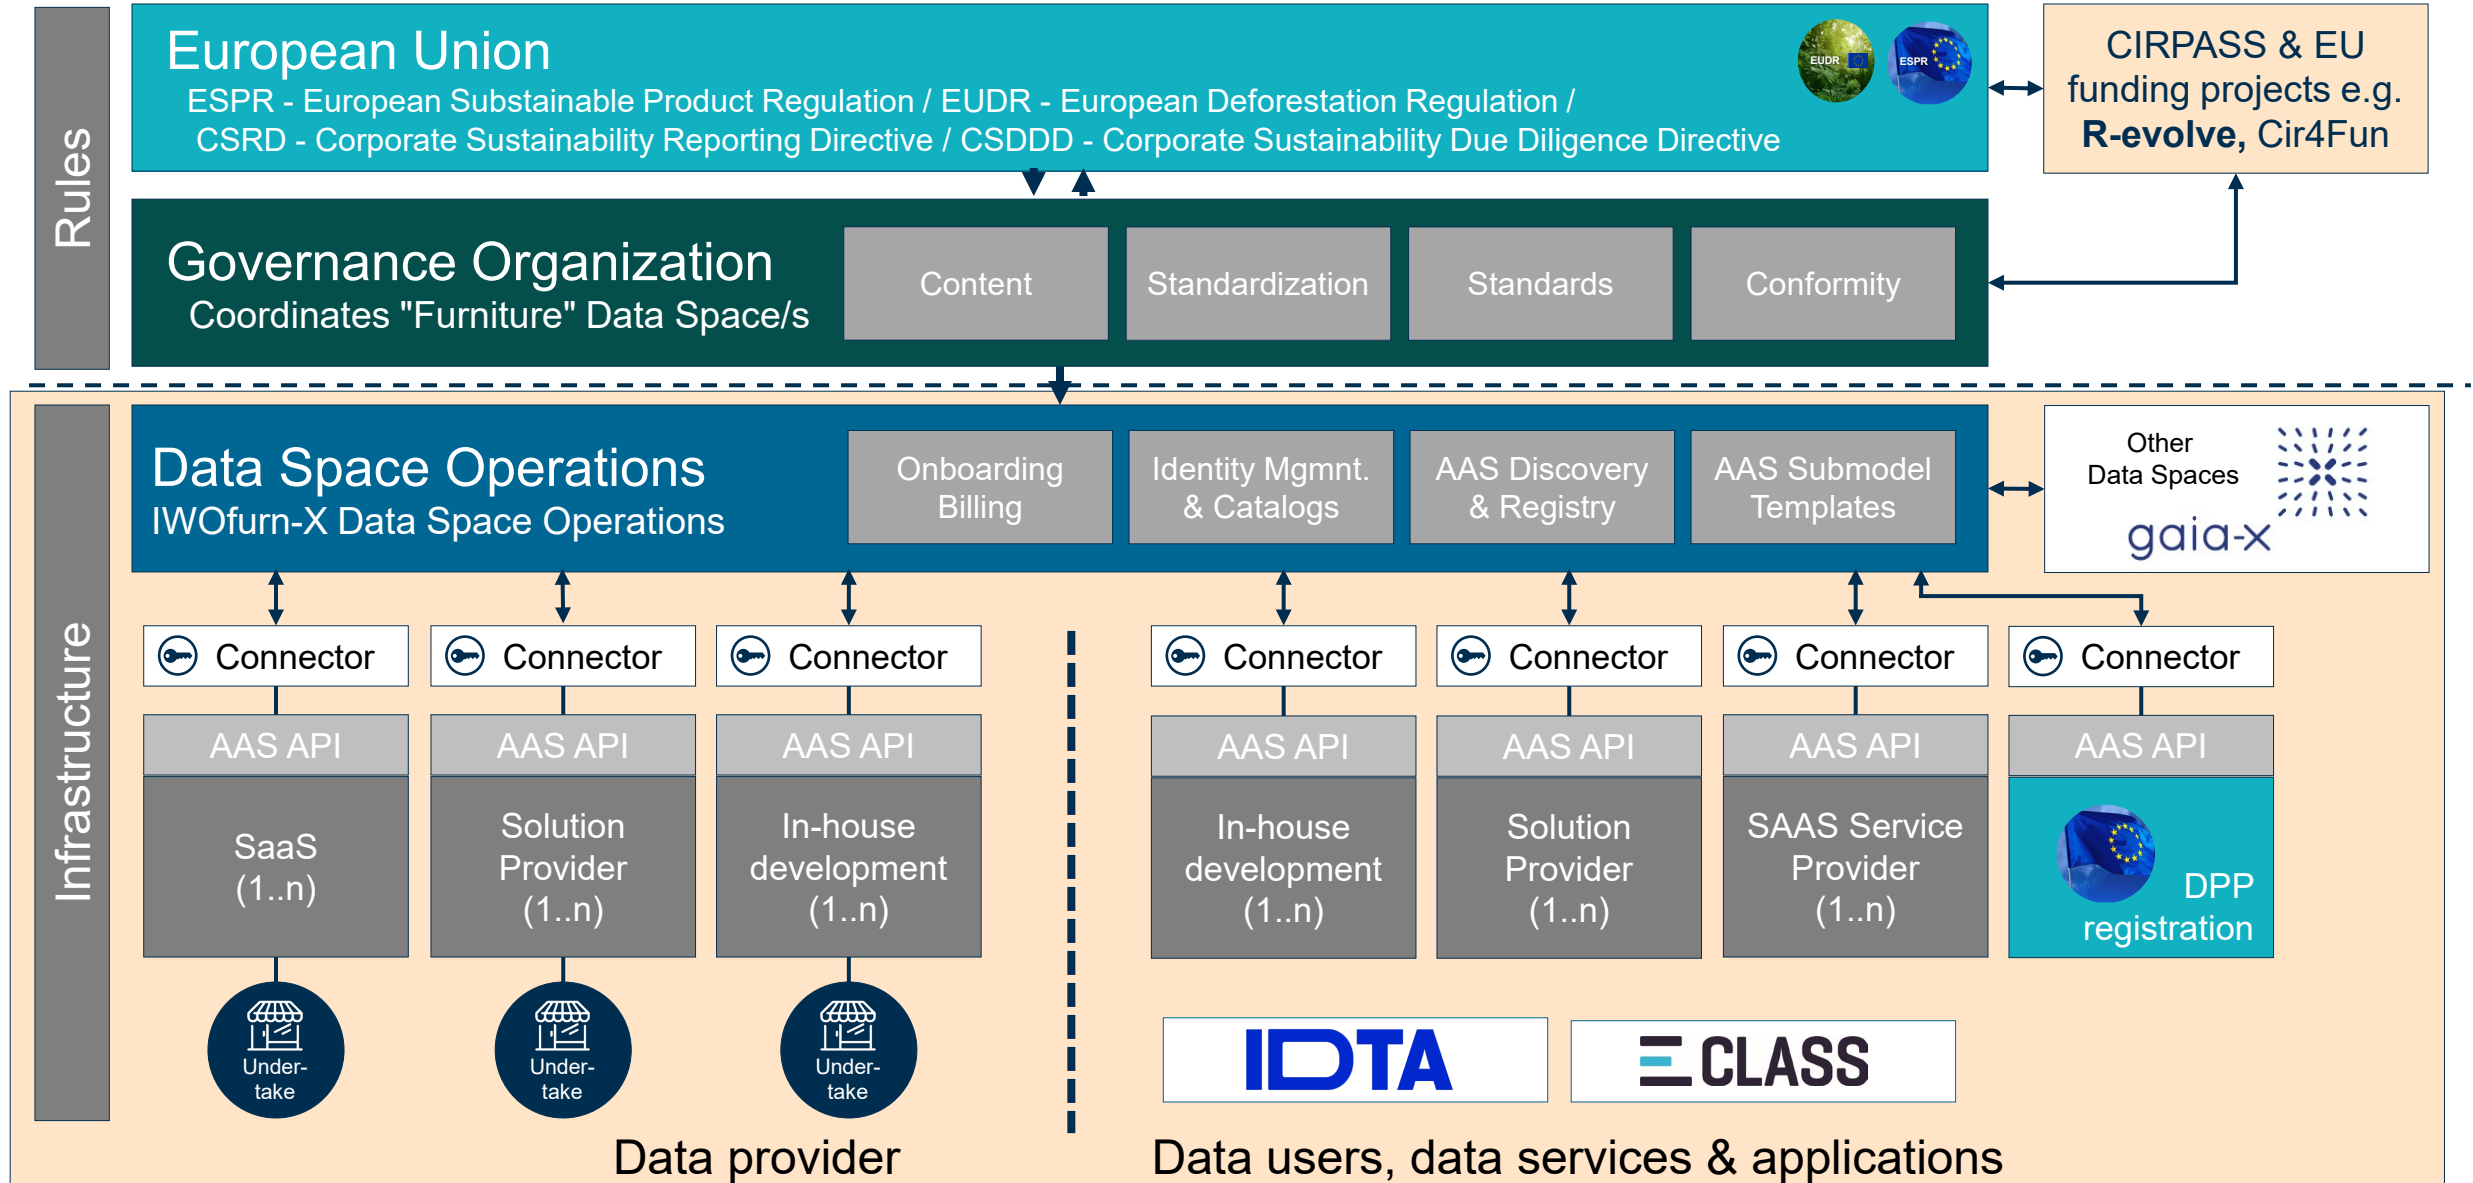 Rules
European Union
ESPR - European Substainable Product Regulation / EUDR - European Deforestation Regulation /
CSRD - Corporate Sustainability Reporting Directive / CSDDD - Corporate Sustainability Due Diligence Directive
EUDR
ESPR
CIRPASS & EU
funding projects e.g.
R-evolve, Cir4Fun
Governance Organization
Coordinates "Furniture" Data Space/s
Content
Standardization
Standards
Conformity
Infrastructure
Data Space Operations
IWOfurn-X Data Space Operations
Onboarding
Billing
Identity Mgmnt.
& Catalogs
AAS Discovery
& Registry
AAS Submodel
Templates
Other
Data Spaces
gaia-x
Connector
Connector
Connector
Connector
Connector
Connector
Connector
AAS API
AAS API
AAS API
AAS API
AAS API
AAS API
AAS API
SaaS
(1..n)
Solution
Provider
(1..n)
In-house
development
(1..n)
In-house
development
(1..n)
Solution
Provider
(1..n)
SAAS Service
Provider
(1..n)
DPP
registration
Under-
take
Under-
take
Under-
take
IDTA
ECLASS
Data provider
Data users, data services & applications